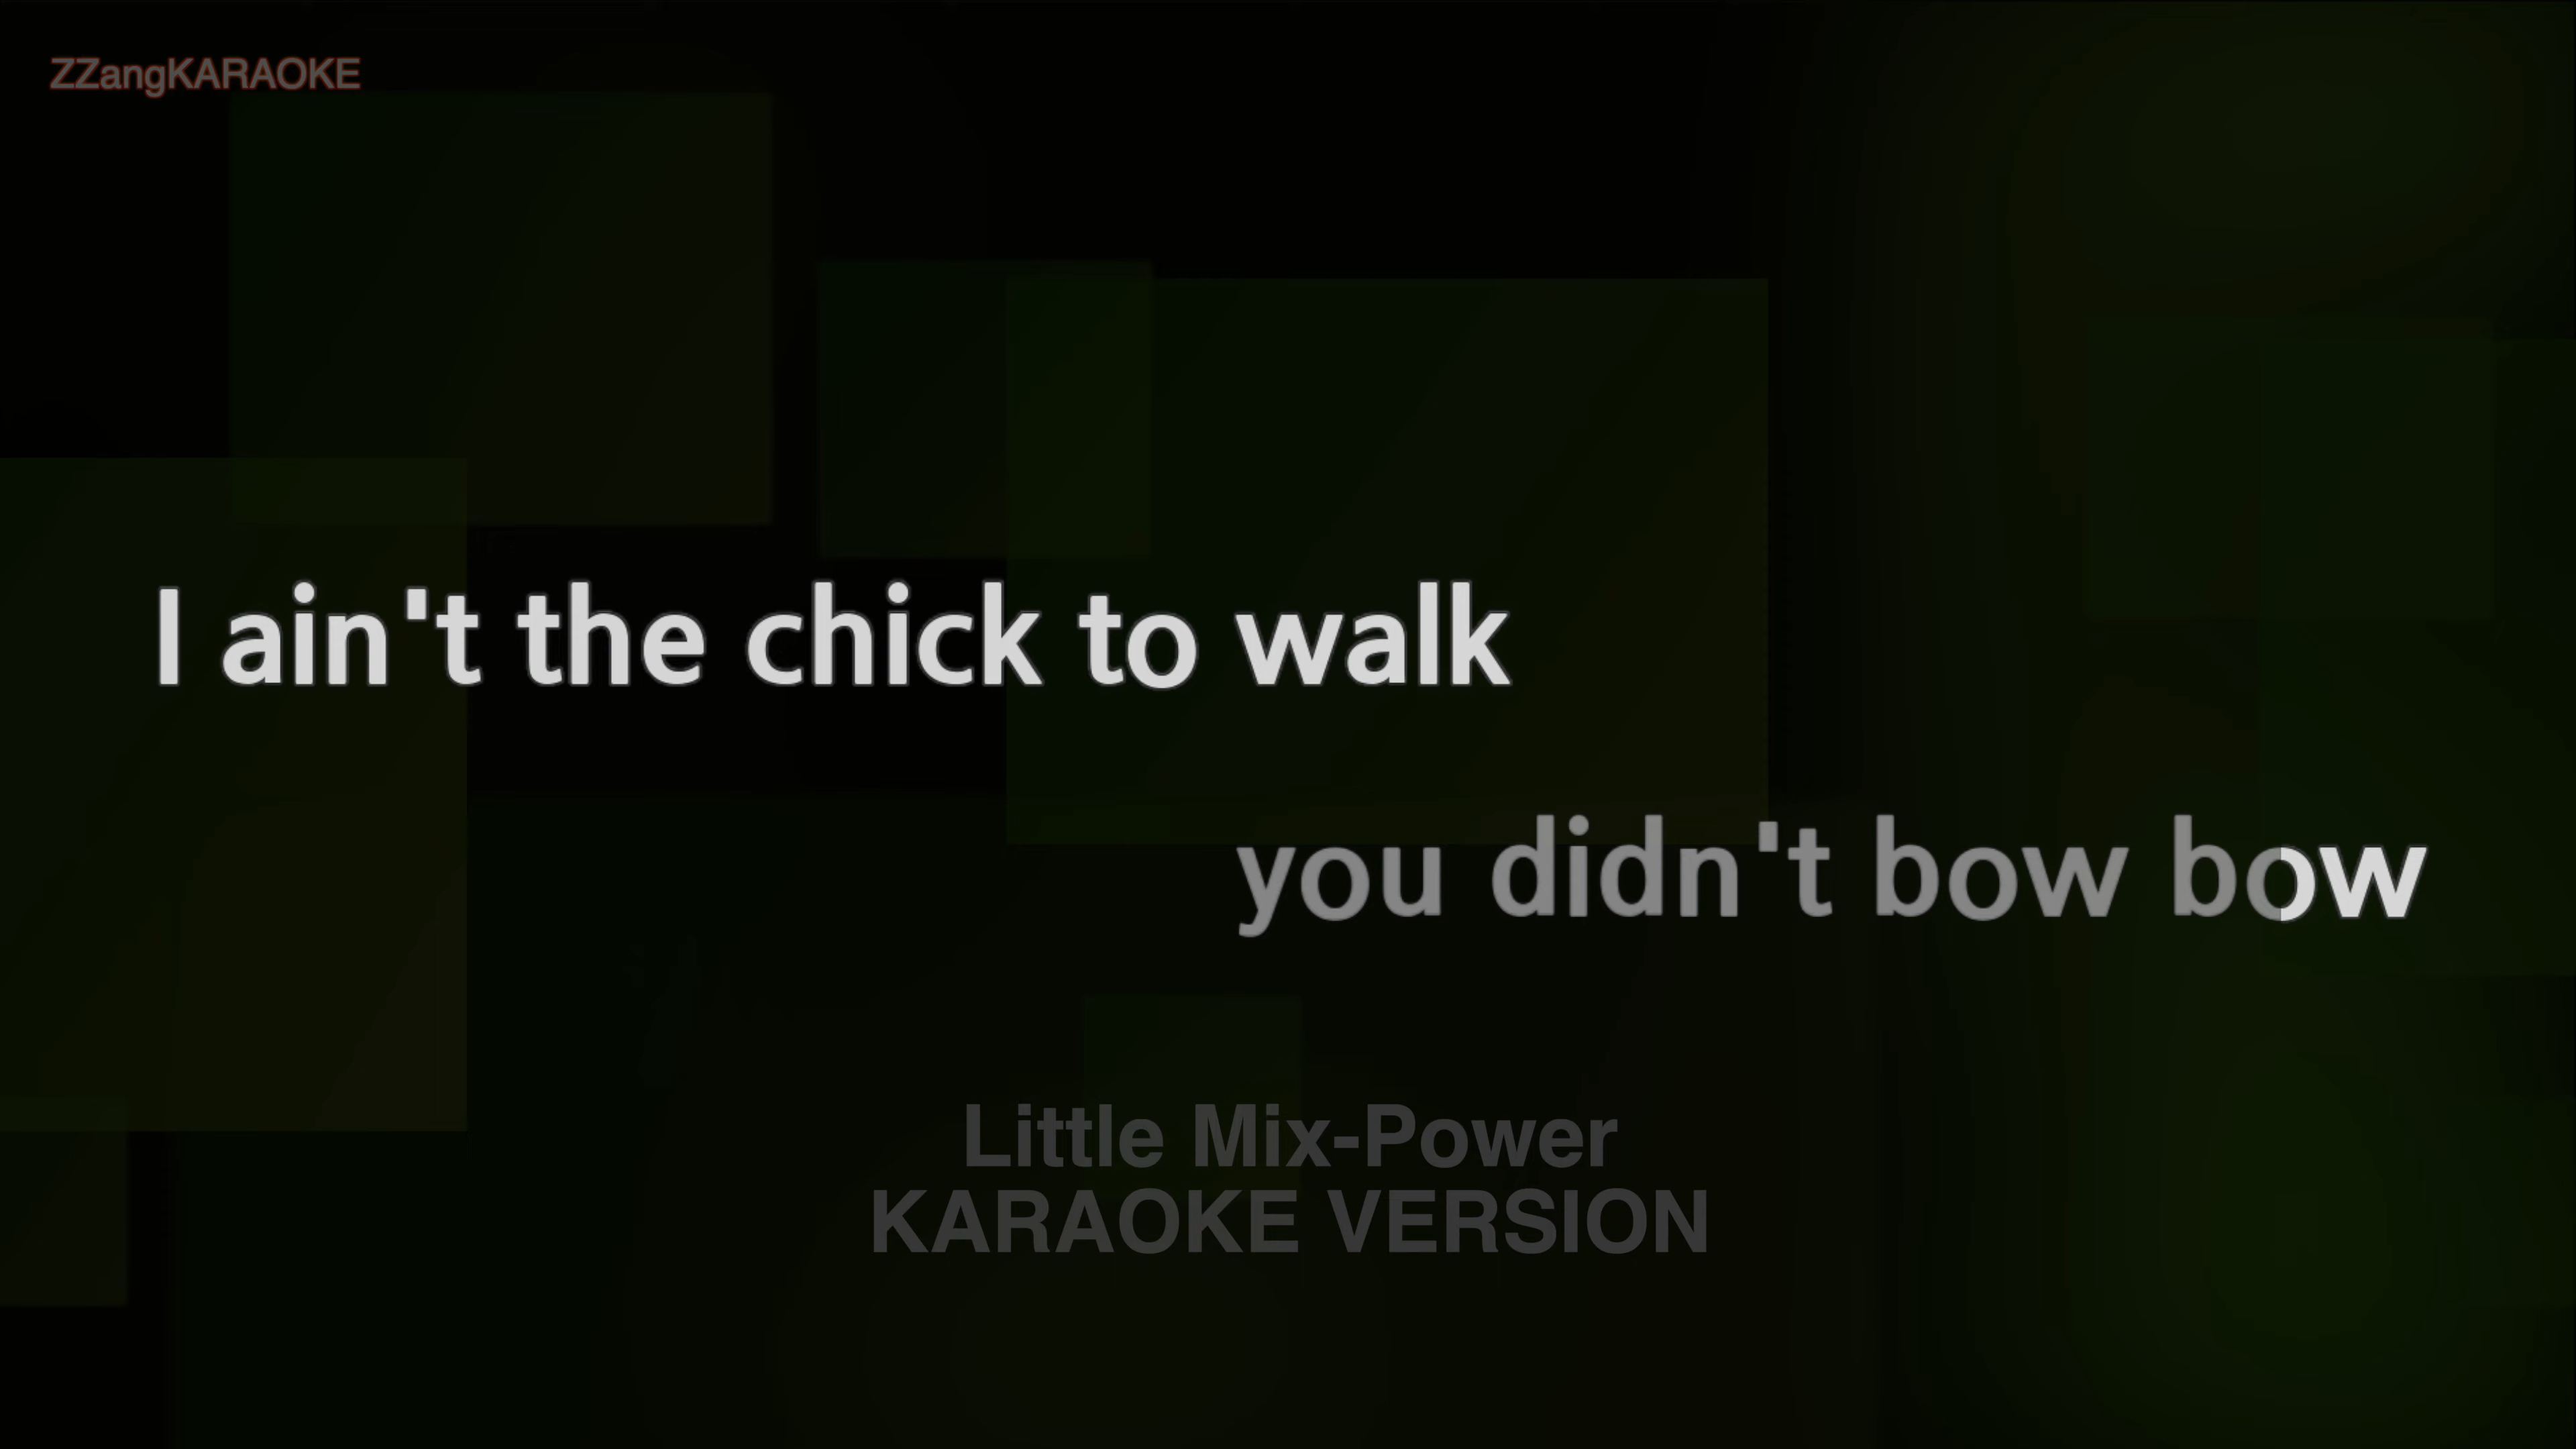 ZZangKARAOKE
I ain't the chick to walk
you didn't bow bow
Little Mix-Power
KARAOKE VERSION